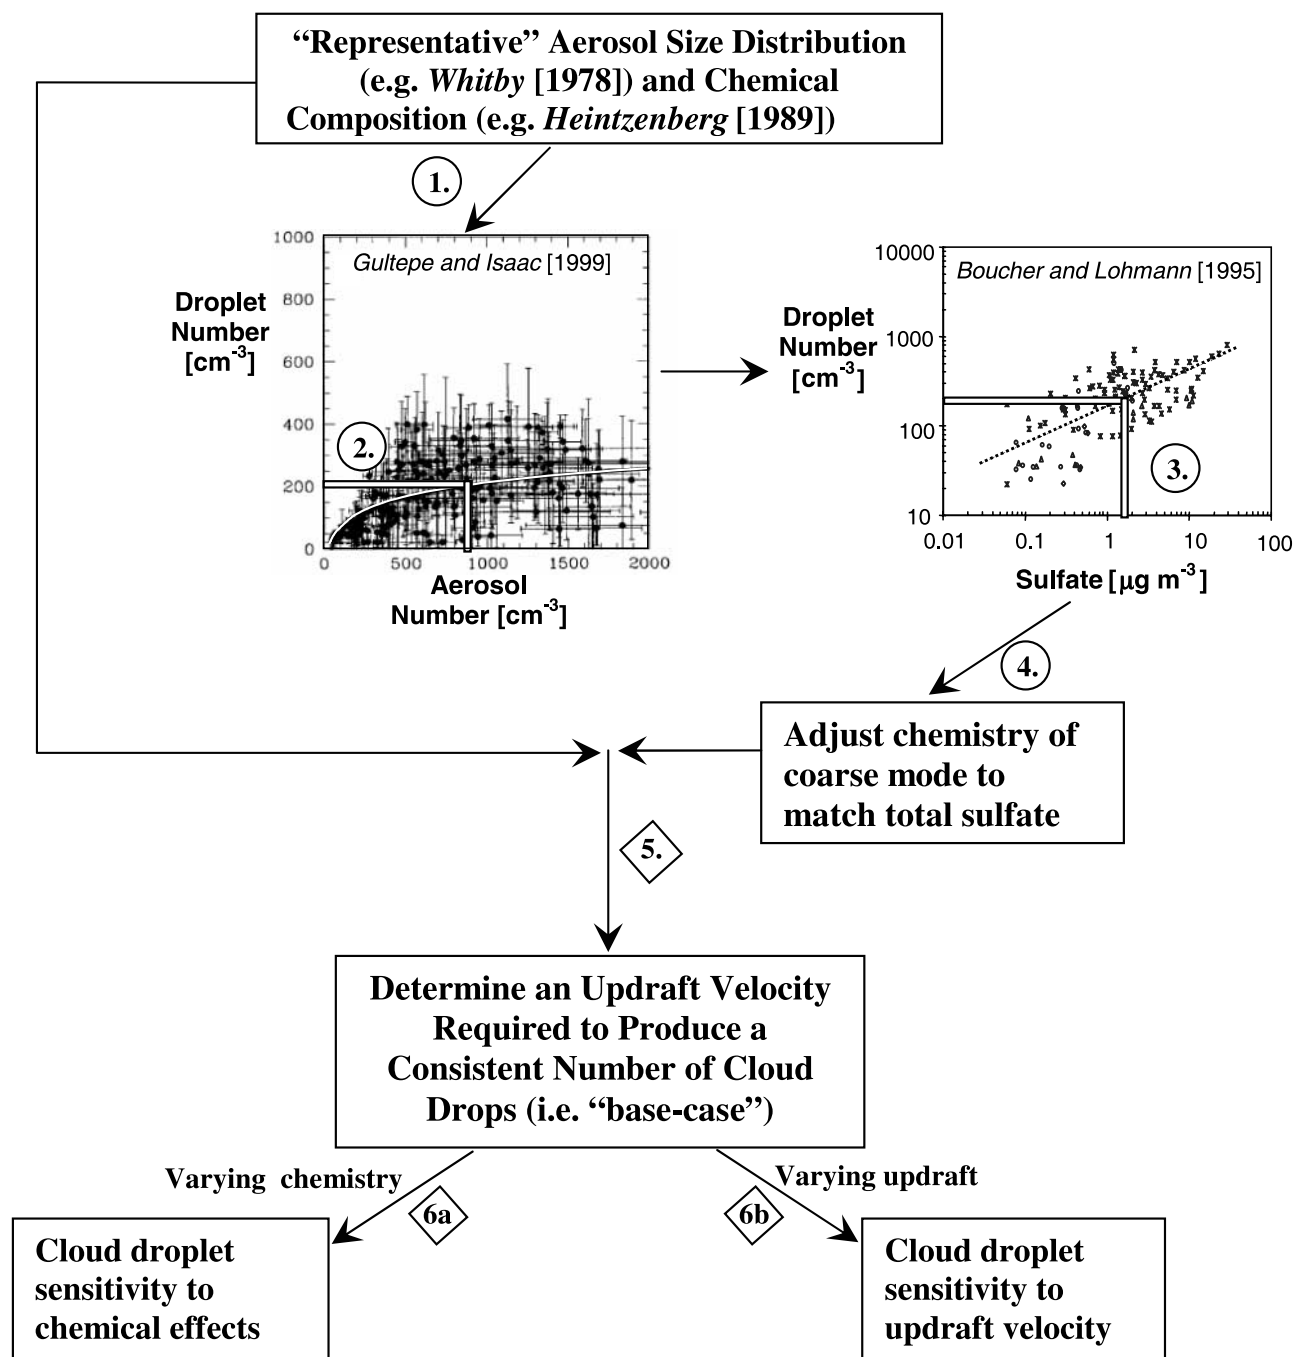 “Representative” Aerosol Size Distribution
(e.g. Whitby [1978]) and Chemical
Composition (e.g. Heintzenberg [1989])
1.
1000
800
600
400
200
0
Gultepe and Isaac [1999]
Droplet
Number
[cm-3]
2.
0
500
1000
1500
2000
Aerosol
Number [cm-3]
10000
1000
100
10
Boucher and Lohmann [1995]
Droplet
Number
[cm-3]
3.
0.01
0.1
1
10
100
Sulfate [μg m-3]
4.
Adjust chemistry of
coarse mode to
match total sulfate
5.
Determine an Updraft Velocity
Required to Produce a
Consistent Number of Cloud
Drops (i.e. “base-case”)
Varying chemistry
6a
Varying updraft
6b
Cloud droplet
sensitivity to
chemical effects
Cloud droplet
sensitivity to
updraft velocity